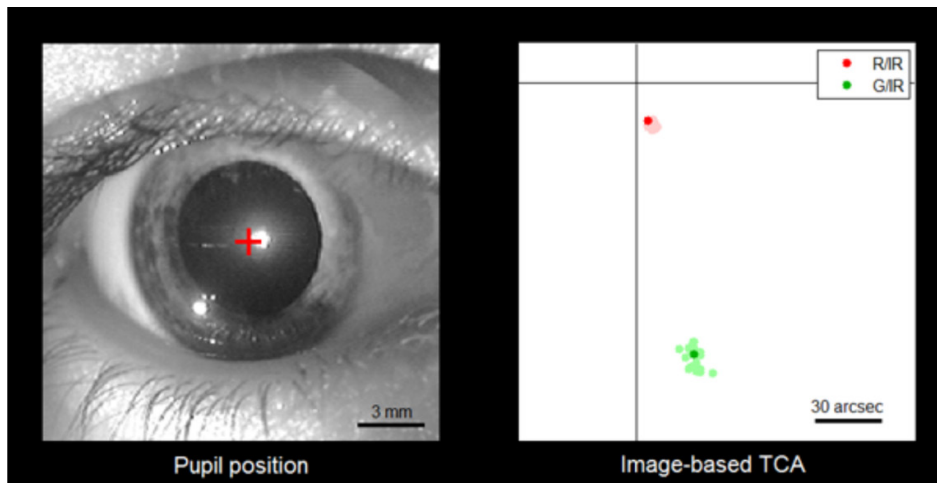 R/IR
G/IR
3 mm
30 arcsec
Pupil position
Image-based TCA